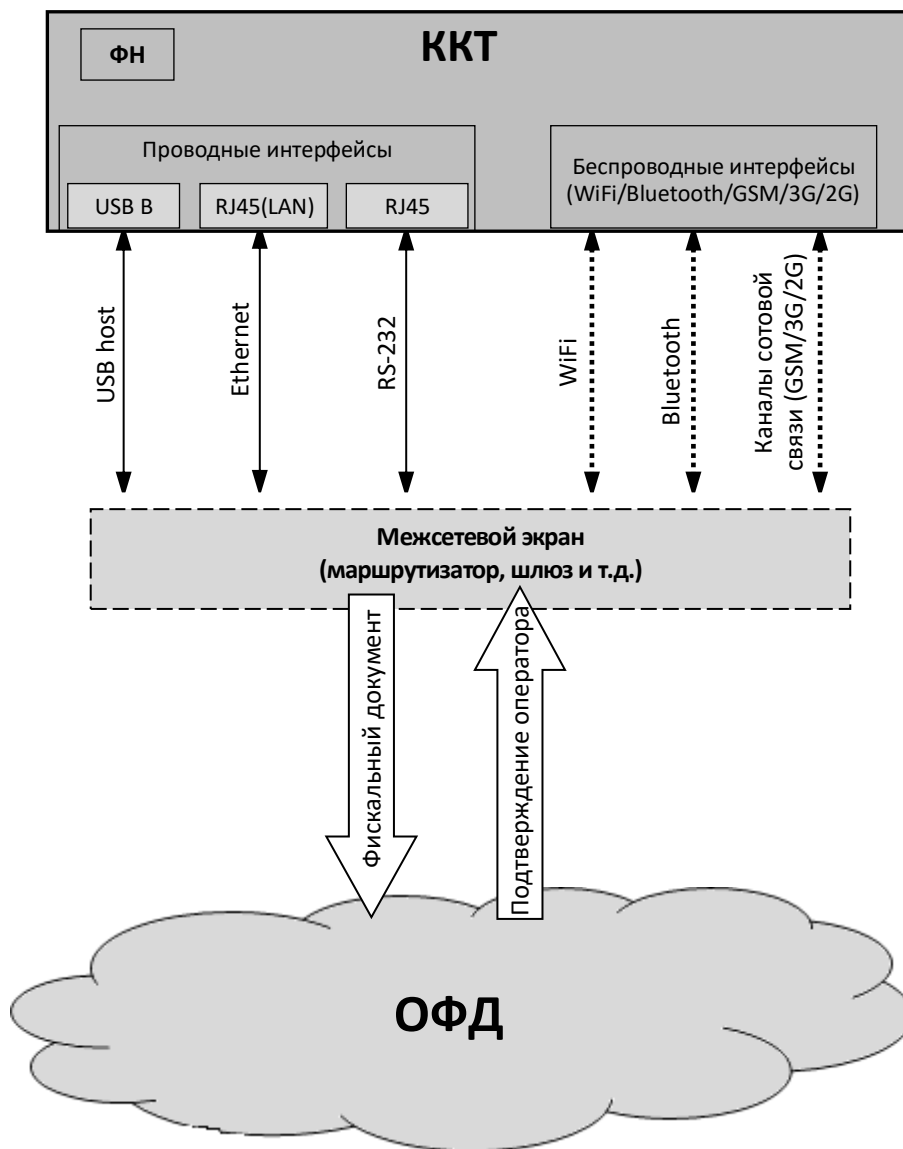 ФН
ККТ
Проводные интерфейсы
USB B
RJ45(LAN)
RJ45
Беспроводные интерфейсы
(WiFi/Bluetooth/GSM/3G/2G)
USB host
Ethernet
RS-232
WiFi
Bluetooth
Каналы сотовой
связи (GSM/3G/2G)
Межсетевой экран
(маршрутизатор, шлюз и т.д.)
Фискальный документ
Подтверждение оператора
ОФД